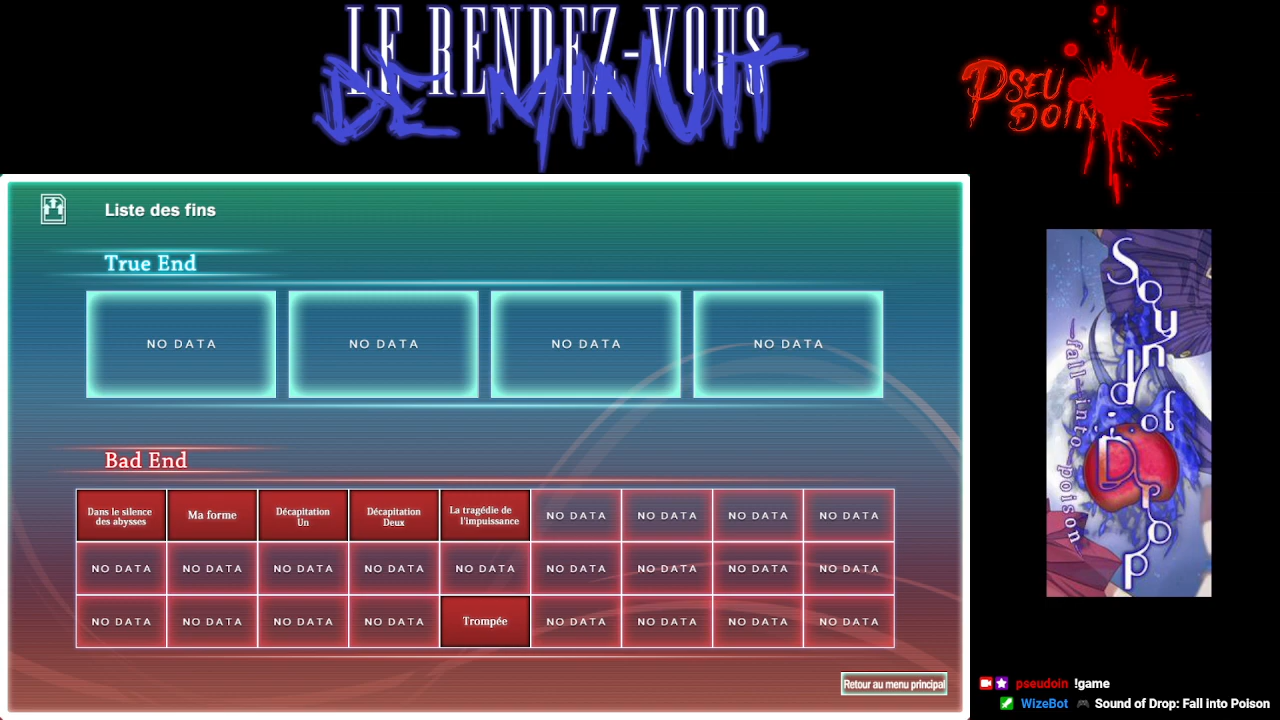 LE RENDEZ-VOUS
DE MINUIT
PSEU
DOIN
Liste des fins
True End
NO DATA NO DATA NO DATA NO DATA
Bad End
Dans le silence
des abysses
Ma forme
Décapitation
Un
Décapitation
Deux
La tragédie de
l'impuissance
NO DATA NO DATA NO DATA NO DATA
NO DATA NO DATA NO DATA NO DATA NO DATA NO DATA NO DATA NO DATA NO DATA
NO DATA NO DATA NO DATA NO DATA Trompée NO DATA NO DATA NO DATA NO DATA
Retour au menu principal
Sound of Drop
—fall into poison—
pseudoin !game
WizeBot 🎮 Sound of Drop: Fall into Poison